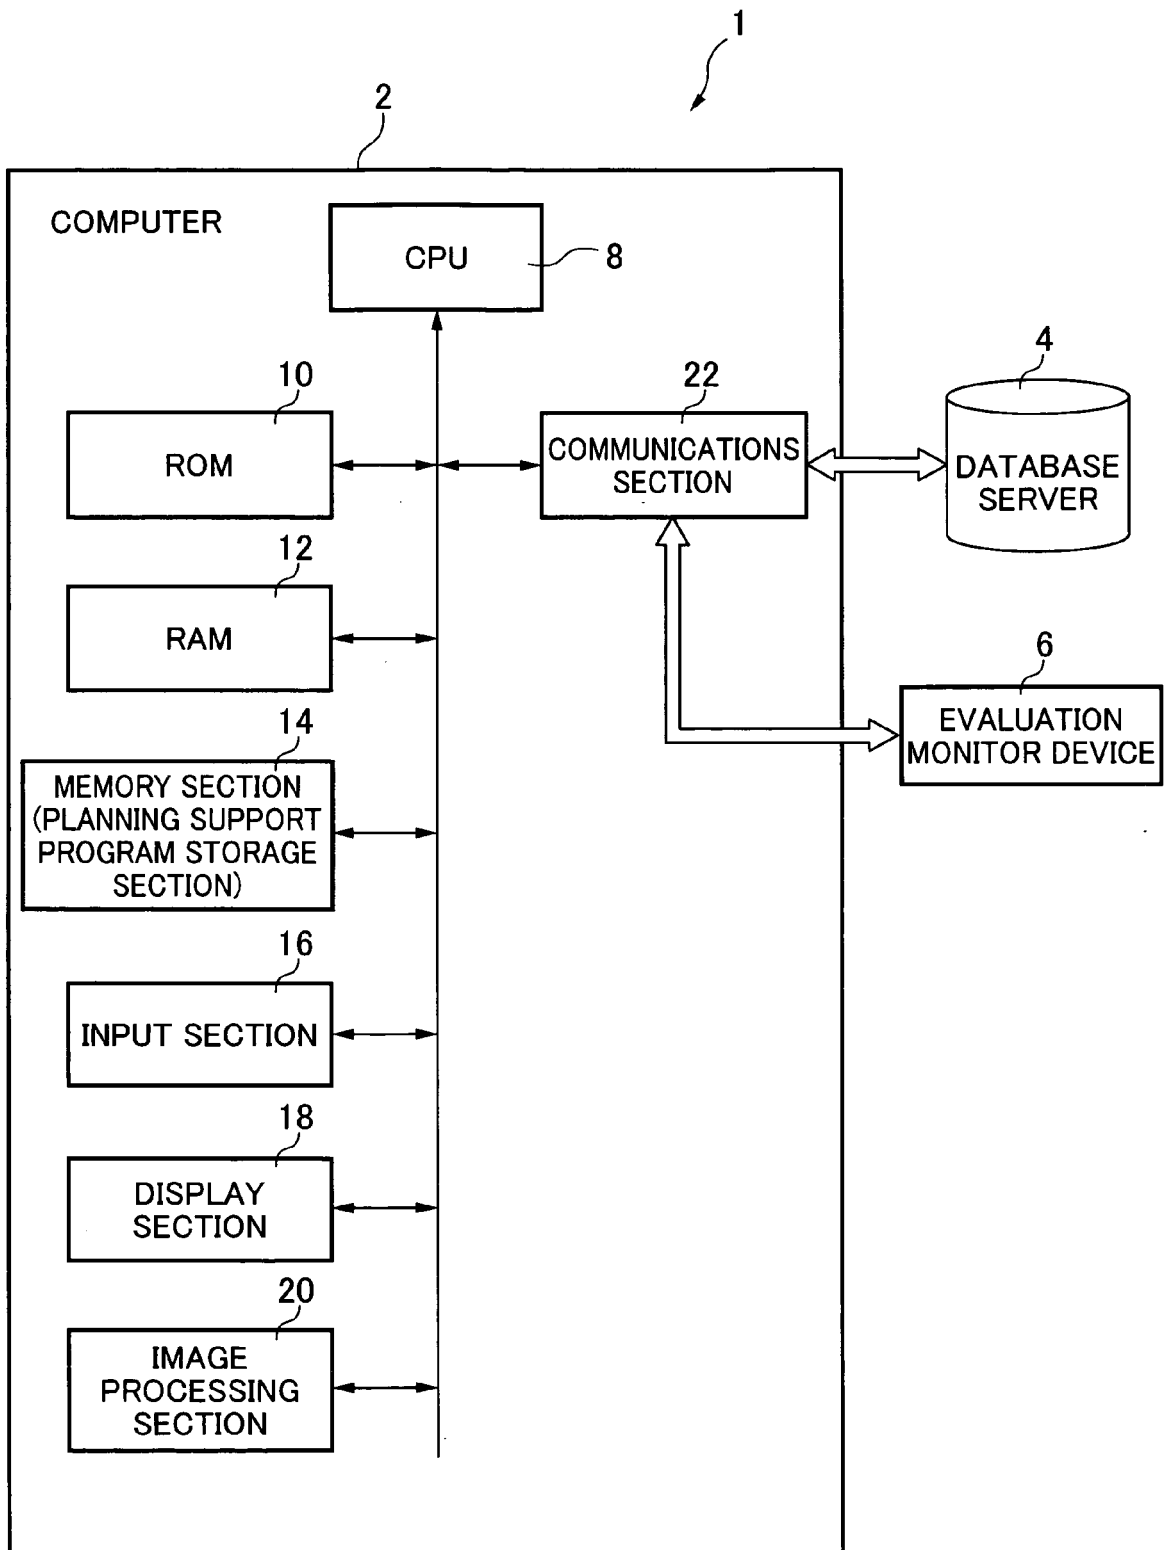 1
2
COMPUTER
CPU
8
10
ROM
22
COMMUNICATIONS
SECTION
4
DATABASE
SERVER
12
RAM
6
EVALUATION
MONITOR DEVICE
14
MEMORY SECTION
(PLANNING SUPPORT
PROGRAM STORAGE
SECTION)
16
INPUT SECTION
18
DISPLAY
SECTION
20
IMAGE
PROCESSING
SECTION